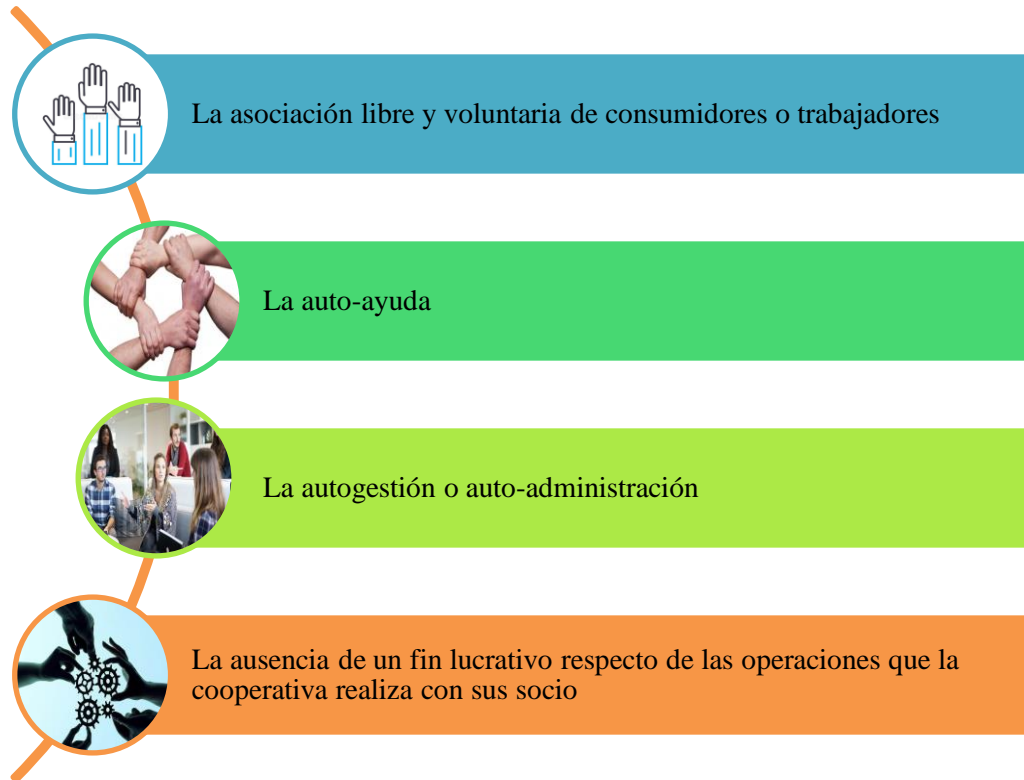 La asociación libre y voluntaria de consumidores o trabajadores
La auto-ayuda
La autogestión o auto-administración
La ausencia de un fin lucrativo respecto de las operaciones que la
cooperativa realiza con sus socio